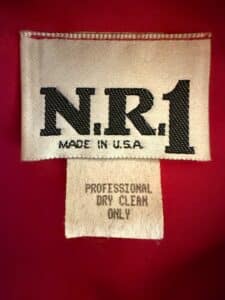 N.R.1
MADE IN U.S.A.
PROFESSIONAL
DRY CLEAN
ONLY